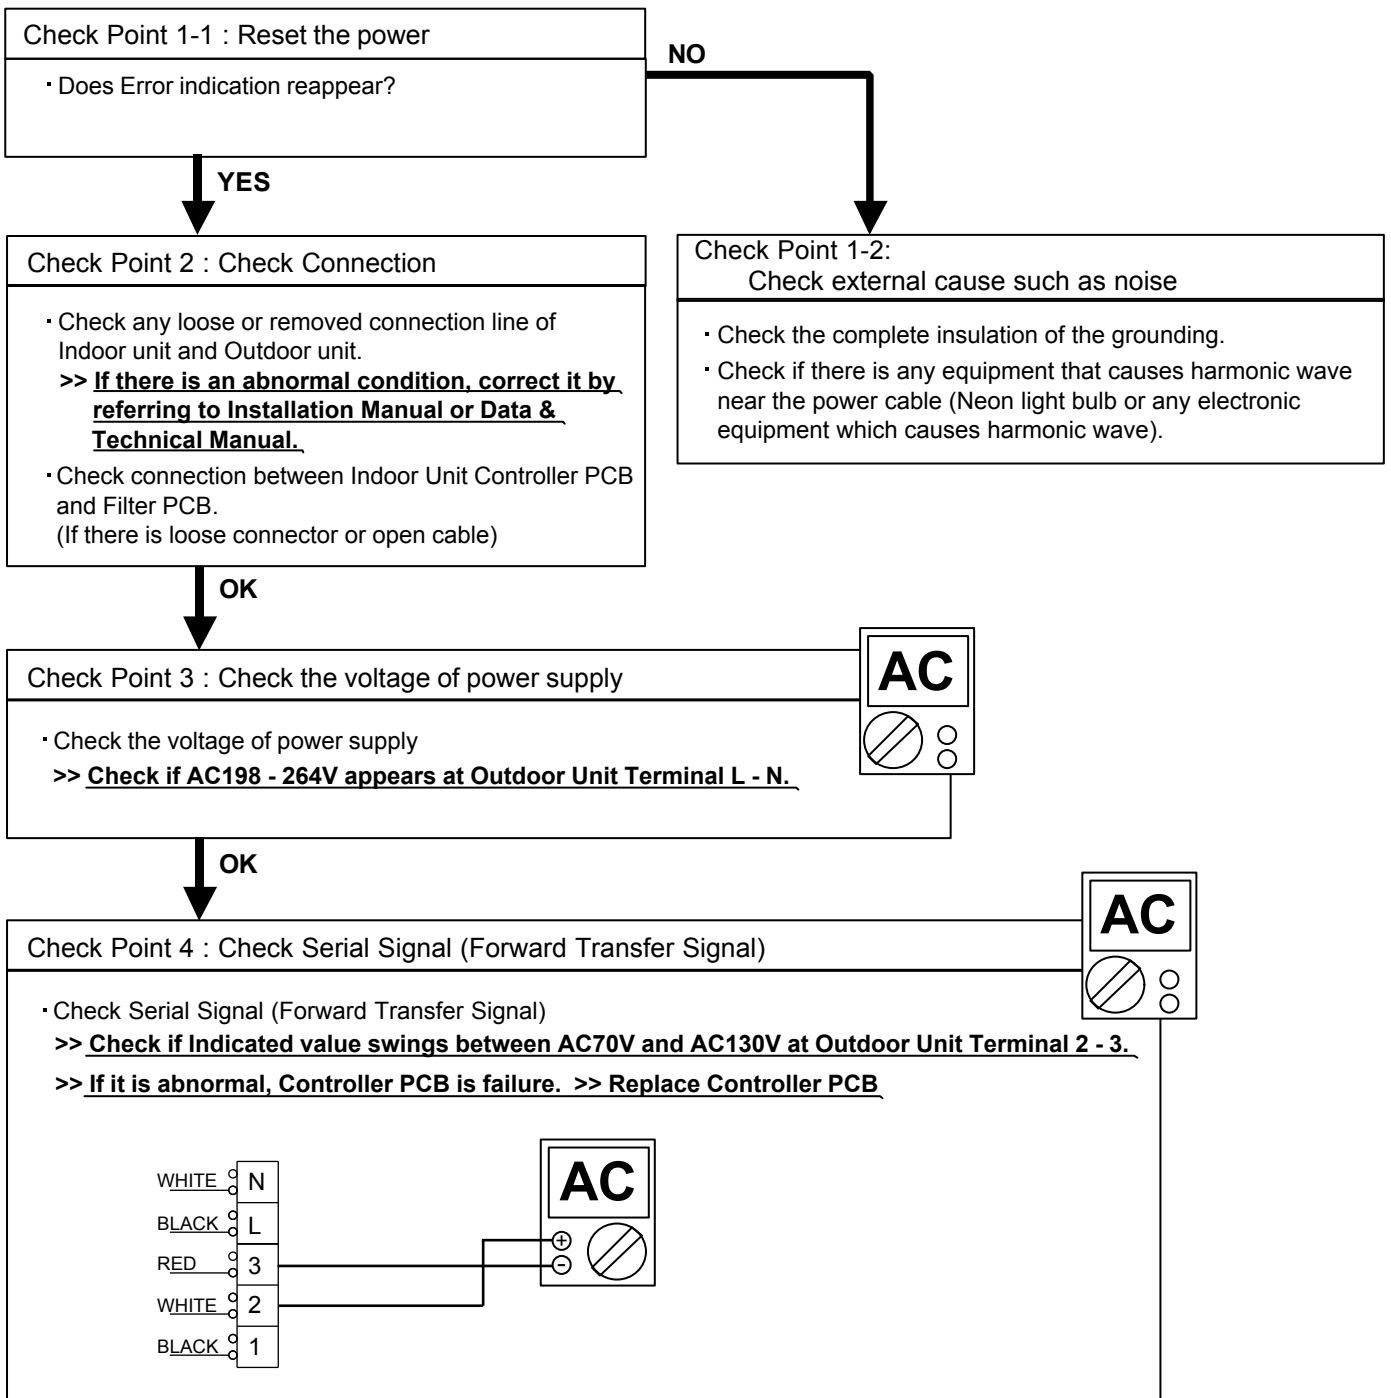 Check Point 1-1 : Reset the power
· Does Error indication reappear?
NO
YES
Check Point 1-2:
Check external cause such as noise
· Check the complete insulation of the grounding.
· Check if there is any equipment that causes harmonic wave
near the power cable (Neon light bulb or any electronic
equipment which causes harmonic wave).
Check Point 2 : Check Connection
· Check any loose or removed connection line of
Indoor unit and Outdoor unit.
>> If there is an abnormal condition, correct it by
referring to Installation Manual or Data &
Technical Manual.
· Check connection between Indoor Unit Controller PCB
and Filter PCB.
(If there is loose connector or open cable)
OK
Check Point 3 : Check the voltage of power supply
AC
· Check the voltage of power supply
>> Check if AC198 - 264V appears at Outdoor Unit Terminal L - N.
OK
Check Point 4 : Check Serial Signal (Forward Transfer Signal)
AC
· Check Serial Signal (Forward Transfer Signal)
>> Check if Indicated value swings between AC70V and AC130V at Outdoor Unit Terminal 2 - 3.
>> If it is abnormal, Controller PCB is failure. >> Replace Controller PCB
WHITE N
BLACK L
RED 3
WHITE 2
BLACK 1
AC
+
-